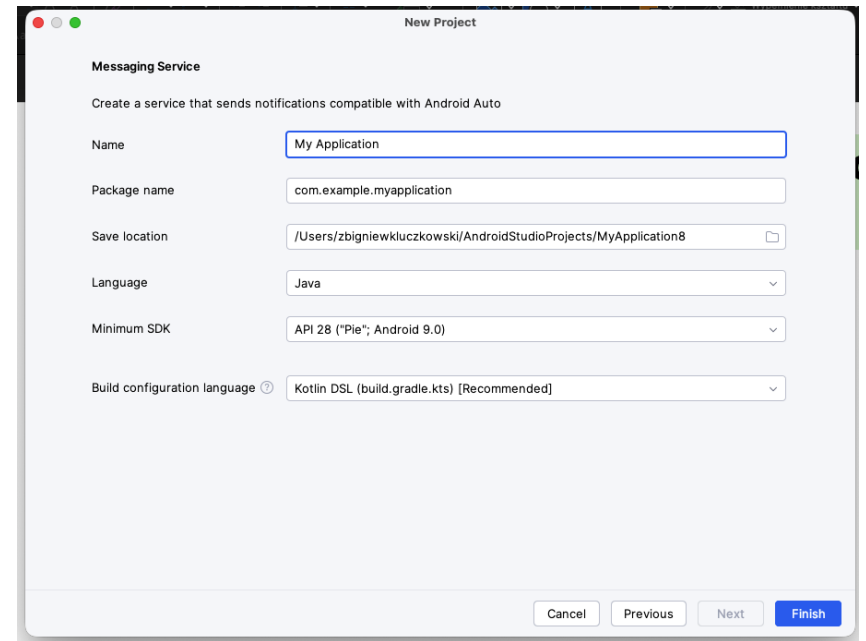 New Project
Messaging Service
Create a service that sends notifications compatible with Android Auto
Name
My Application
Package name
com.example.myapplication
Save location
/Users/zbigniewkluczkowski/AndroidStudioProjects/MyApplication8
Language
Java
Minimum SDK
API 28 ("Pie"; Android 9.0)
Build configuration language ?
Kotlin DSL (build.gradle.kts) [Recommended]
Cancel
Previous
Next
Finish